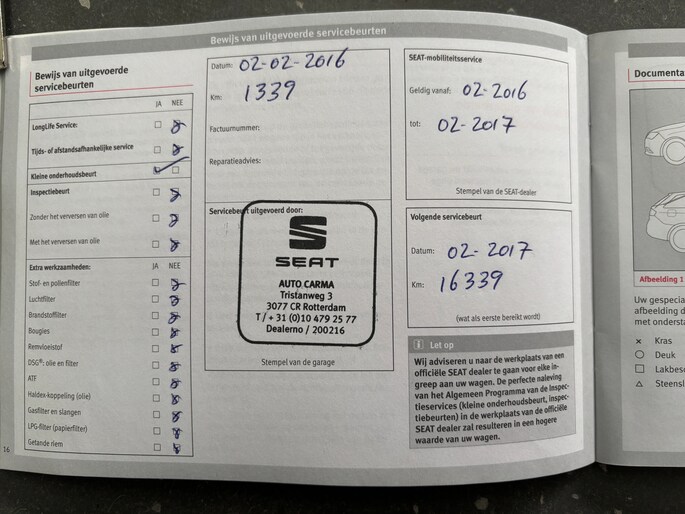 Bewijs van uitgevoerde servicebeurten
Bewijs van uitgevoerde
servicebeurten
JA NEE
LongLife Service:
Tijds- of afstandsafhankelijke service
Kleine onderhoudsbeurt
Inspectiebeurt
Zonder het verversen van olie
Met het verversen van olie
Extra werkzaamheden: JA NEE
Stof- en pollenfilter
Luchtfilter
Brandstoffilter
Bougies
Remvloeistof
DSG®: olie en filter
ATF
Haldex-koppeling (olie)
Gasfilter en slangen
LPG-filter (papierfilter)
Getande riem
16
Datum: 02-02-2016
Km: 1339
Factuurnummer:
Reparatieadvies:
Servicebeurt uitgevoerd door:
SEAT
AUTO CARMA
Tristanweg 3
3077 CR Rotterdam
T / + 31 (0)10 479 25 77
Dealerno / 200216
Stempel van de garage
SEAT-mobiliteitsservice
Geldig vanaf: 02-2016
tot: 02-2017
Stempel van de SEAT-dealer
Volgende servicebeurt
Datum: 02-2017
Km: 16339
(wat als eerste bereikt wordt)
i Let op
Wij adviseren u naar de werkplaats van een
officiële SEAT dealer te gaan voor elke in-
greep aan uw wagen. De perfecte naleving
van het Algemeen Programma van de Inspec-
tieservices (kleine onderhoudsbeurt, inspec-
tiebeurten) in de werkplaats van de officiële
SEAT dealer zal resulteren in een hogere
waarde van uw wagen.
Documenta
Afbeelding 1
Uw gespecia
afbeelding d
met onderst
× Kras
○ Deuk
□ Lakbesc
△ Steensl